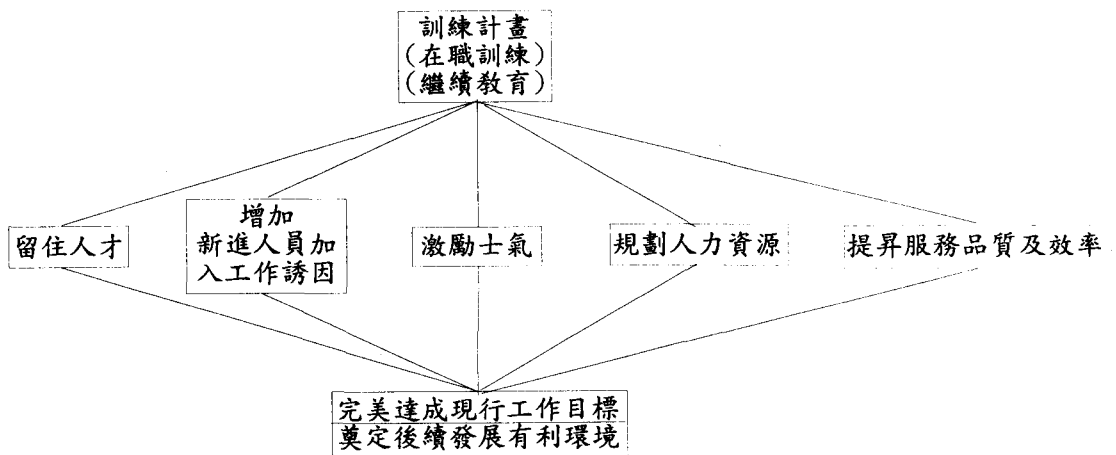 訓練計畫
(在職訓練)
(繼續教育)
留住人才
增加
新進人員加
入工作誘因
激勵士氣
規劃人力資源
提昇服務品質及效率
完美達成現行工作目標
奠定後續發展有利環境